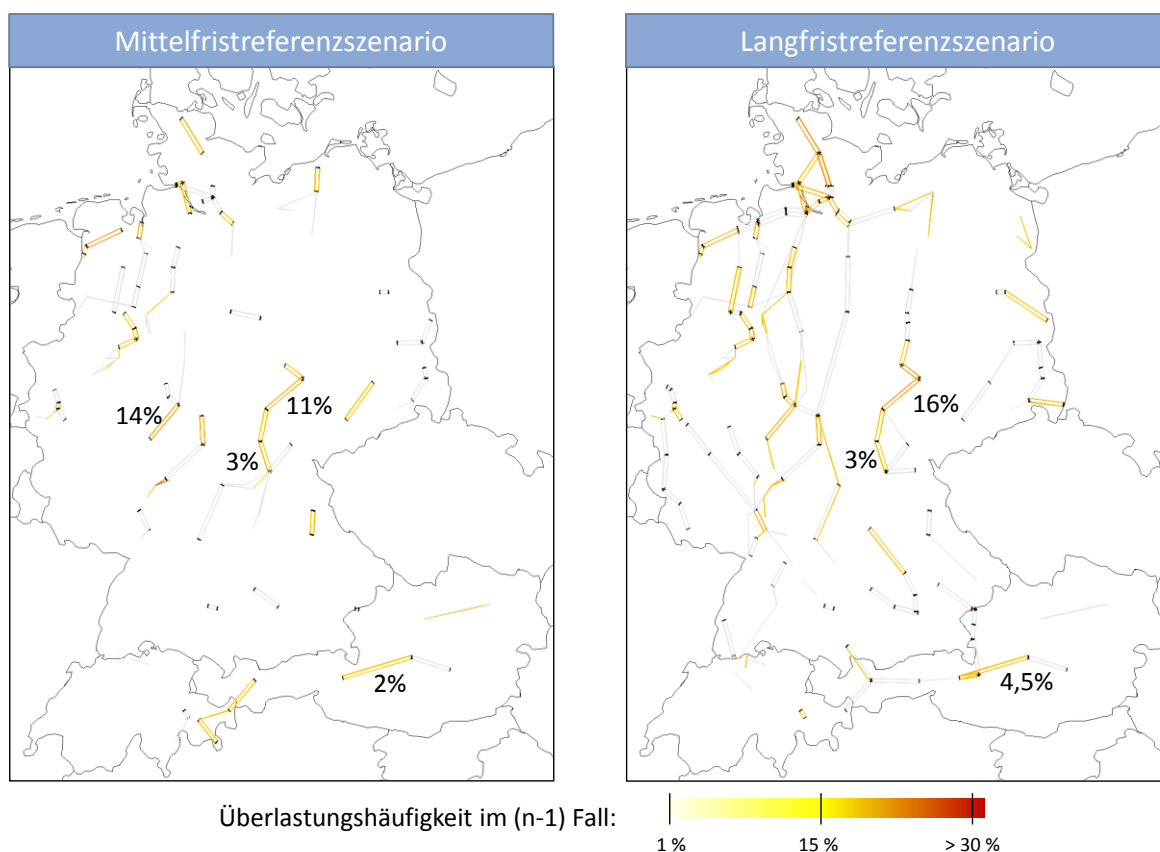 Mittelfristreferenzszenario
14%
11%
3%
2%
Langfristreferenzszenario
16%
3%
4,5%
Überlastungshäufigkeit im (n-1) Fall:
1 %
15 %
> 30 %